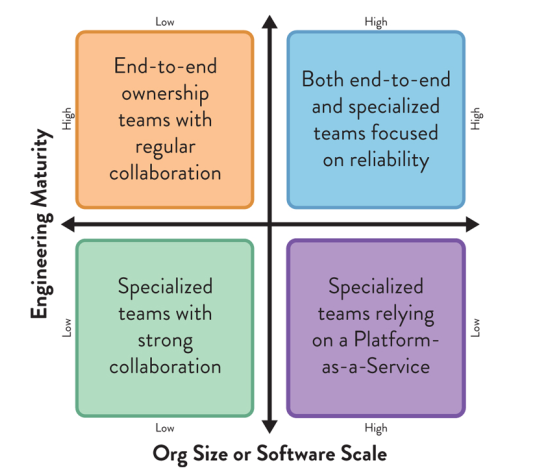 Low
High
End-to-end
ownership
teams with
regular
collaboration
Both end-to-end
and specialized
teams focused
on reliability
High
High
Engineering Maturity
Specialized
teams with
strong
collaboration
Specialized
teams relying
on a Platform-
as-a-Service
Low
Low
Low
High
Org Size or Software Scale